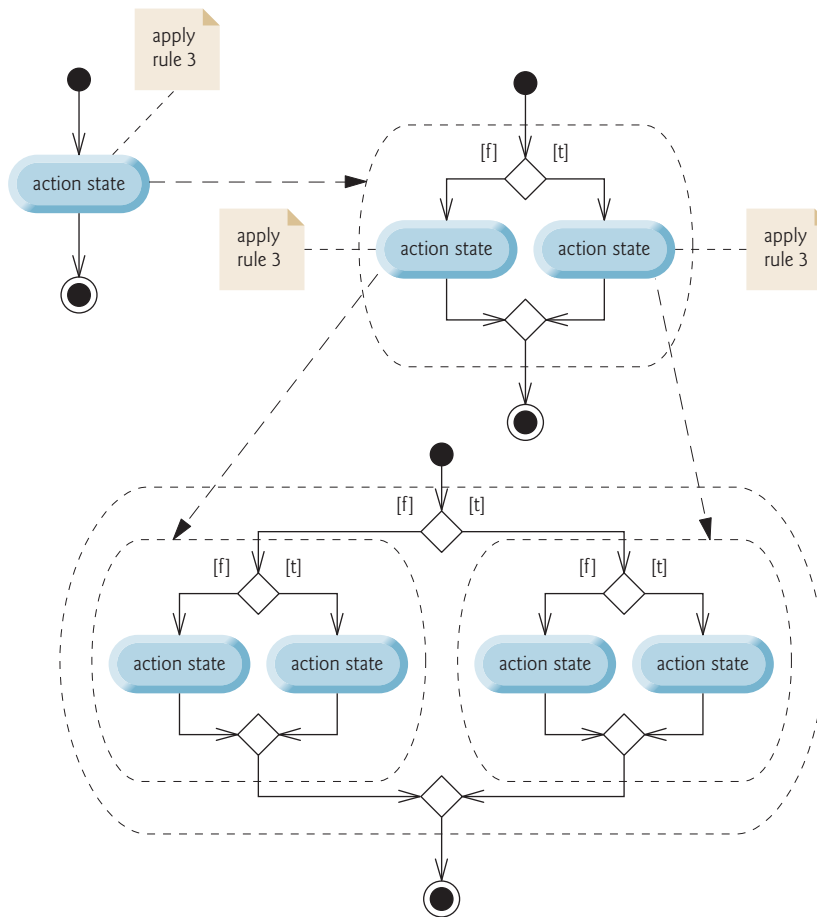 apply
rule 3
action state
[f]
[t]
apply
rule 3
action state
action state
apply
rule 3
[f]
[t]
[f]
[t]
[f]
[t]
action state
action state
action state
action state